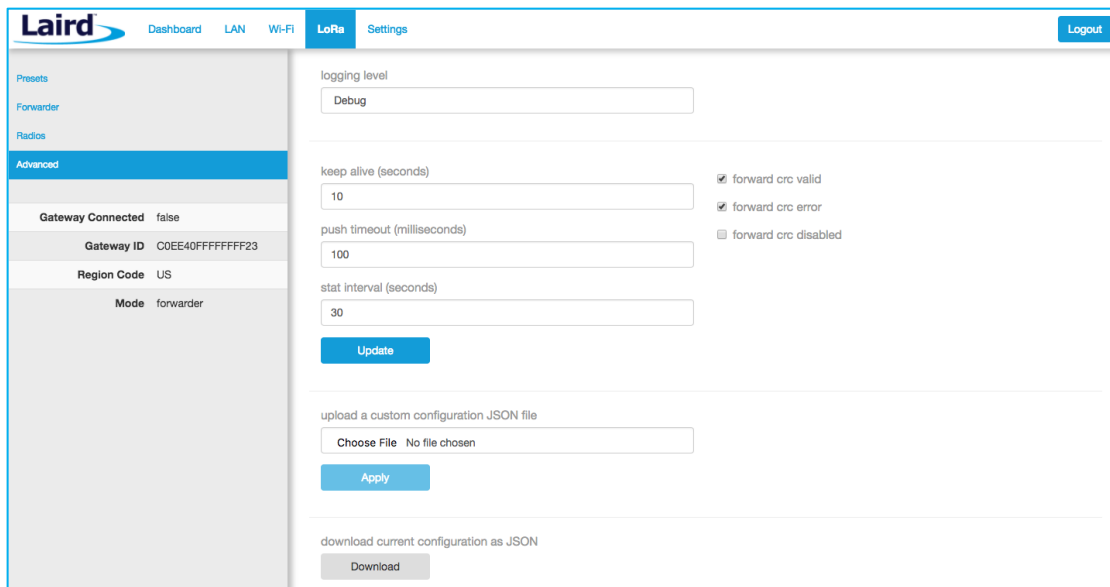 Laird
Dashboard LAN Wi-Fi LoRa Settings Logout
Presets
Forwarder
Radios
Advanced
Gateway Connected false
Gateway ID C0EE40FFFFFFFF23
Region Code US
Mode forwarder
logging level
Debug
keep alive (seconds)
10
push timeout (milliseconds)
100
stat interval (seconds)
30
Update
forward crc valid
forward crc error
forward crc disabled
upload a custom configuration JSON file
Choose File No file chosen
Apply
download current configuration as JSON
Download